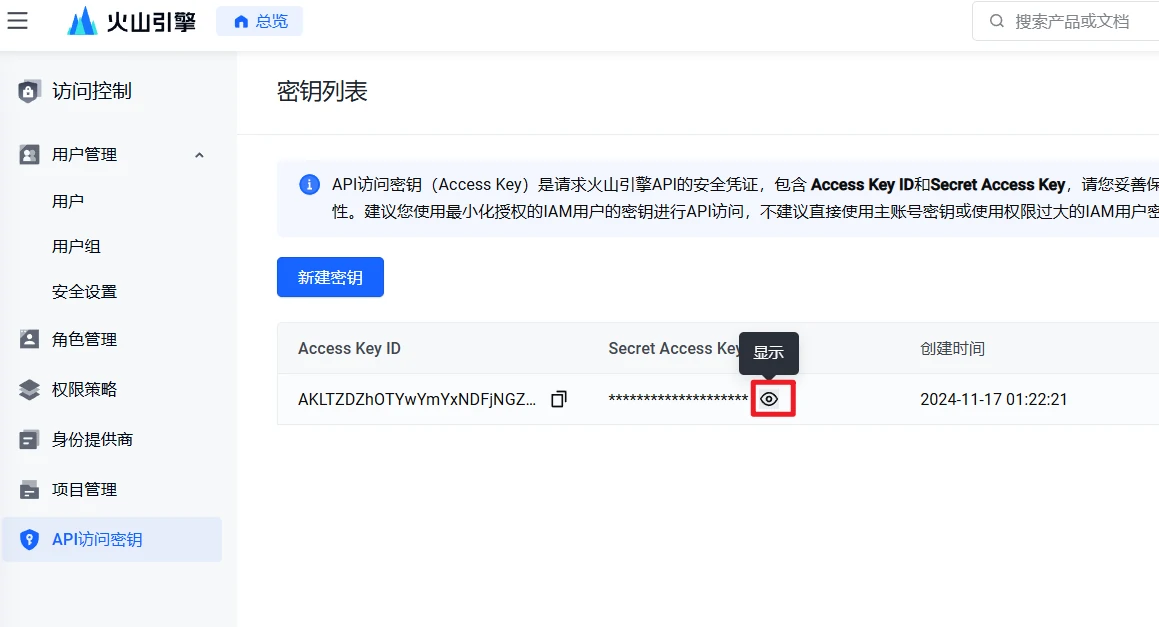 火山引擎
总览
搜索产品或文档
访问控制
用户管理
用户
用户组
安全设置
角色管理
权限策略
身份提供商
项目管理
API访问密钥
密钥列表
API访问密钥（Access Key）是请求火山引擎API的安全凭证，包含 Access Key ID和Secret Access Key，请您妥善保
性。建议您使用最小化授权的IAM用户的密钥进行API访问，不建议直接使用主账号密钥或使用权限过大的IAM用户密
新建密钥
Access Key ID
Secret Access Key
显示
创建时间
AKLTZDZhOTYwYmYxNDFjNGZ...
********************
2024-11-17 01:22:21